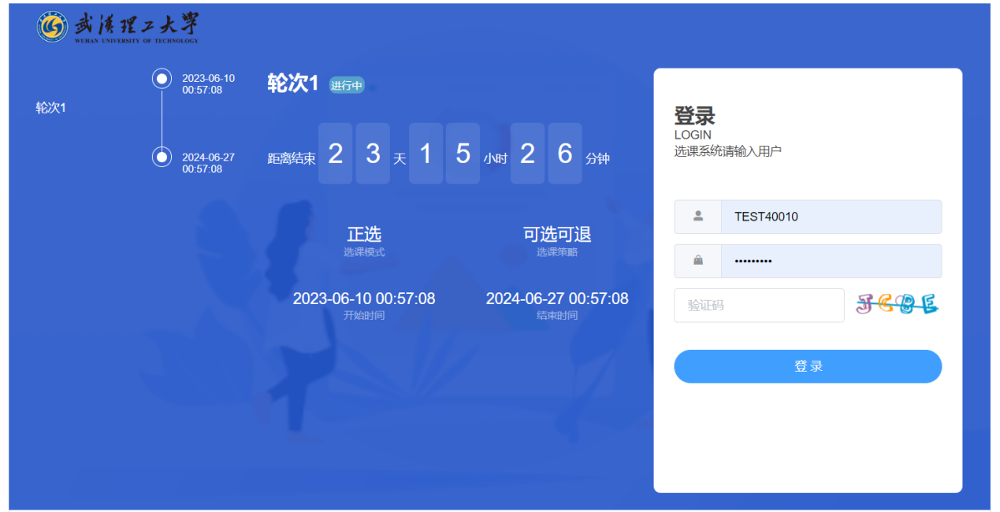 武漢理工大學
WUHAN UNIVERSITY OF TECHNOLOGY
轮次1
2023-06-10
00:57:08
2024-06-27
00:57:08
轮次1 进行中
距离结束 2 3 天 1 5 小时 2 6 分钟
正选
选课模式
可选可退
选课策略
2023-06-10 00:57:08
开始时间
2024-06-27 00:57:08
结束时间
登录
LOGIN
选课系统请输入用户
TEST40010
•••••••••
验证码 JCBE
登录